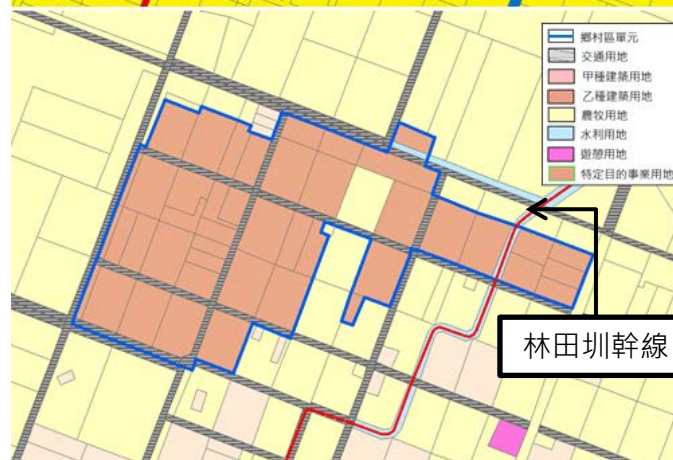 鄉村區單元
交通用地
甲種建築用地
乙種建築用地
農牧用地
水利用地
遊憩用地
特定目的事業用地
林田圳幹線